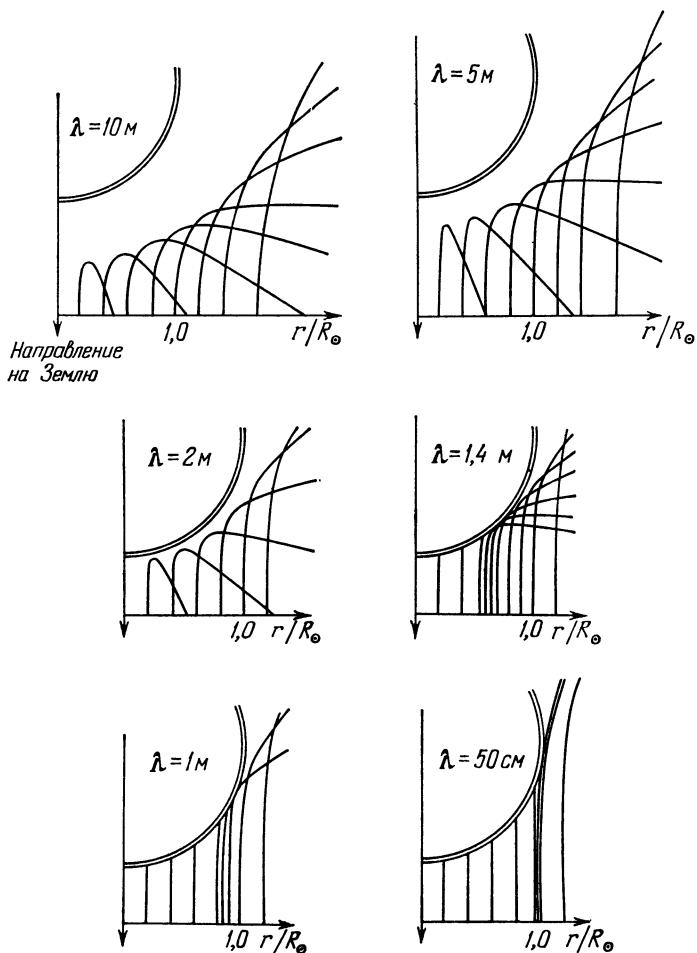 λ=10 м
1,0 r/R⊙
Направление
на Землю
λ=5 м
1,0 r/R⊙
λ=2 м
1,0 r/R⊙
λ=1,4 м
1,0 r/R⊙
λ=1 м
1,0 r/R⊙
λ=50 см
1,0 r/R⊙